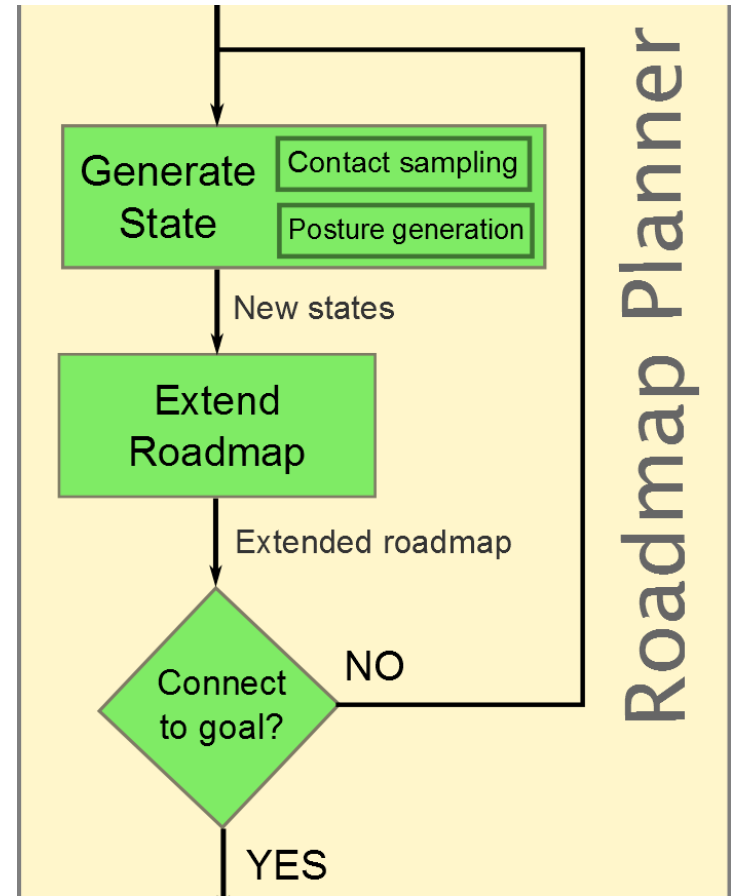 Generate
State
Contact sampling
Posture generation
New states
Extend
Roadmap
Extended roadmap
Connect
to goal?
NO
YES
Roadmap Planner